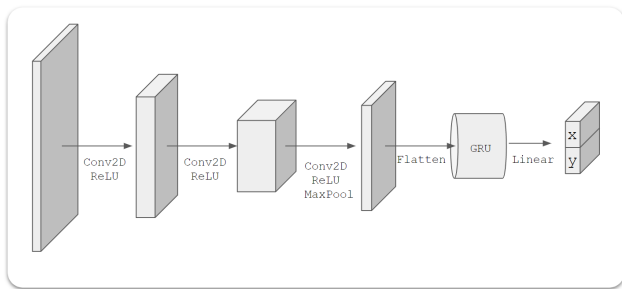 Conv2D
ReLU
Conv2D
ReLU
Conv2D
ReLU
MaxPool
Flatten
GRU
Linear
x
y